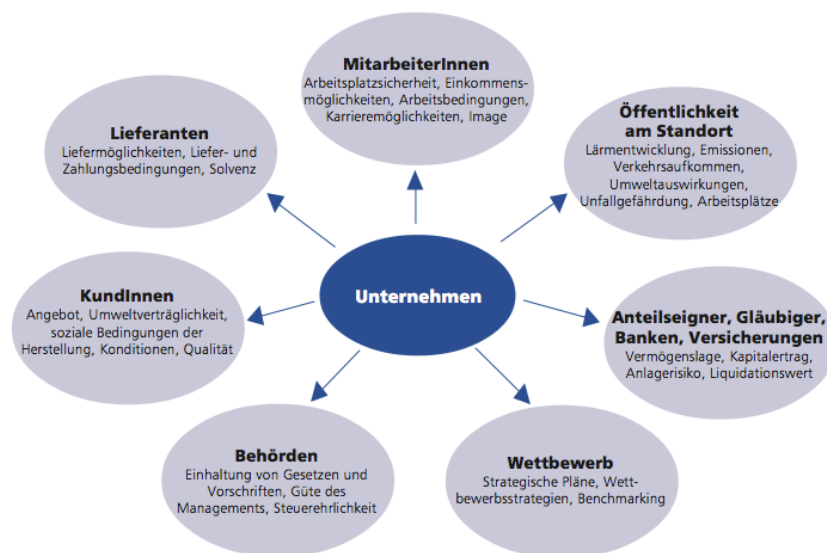 MitarbeiterInnen
Arbeitsplatzsicherheit, Einkommens-
möglichkeiten, Arbeitsbedingungen,
Karrieremöglichkeiten, Image
Öffentlichkeit
am Standort
Lärmentwicklung, Emissionen,
Verkehrsaufkommen,
Umweltauswirkungen,
Unfallgefährdung, Arbeitsplätze
Lieferanten
Liefermöglichkeiten, Liefer- und
Zahlungsbedingungen, Solvenz
Unternehmen
KundInnen
Angebot, Umweltverträglichkeit,
soziale Bedingungen der
Herstellung, Konditionen, Qualität
Anteilseigner, Gläubiger,
Banken, Versicherungen
Vermögenslage, Kapitalertrag,
Anlagerisiko, Liquidationswert
Behörden
Einhaltung von Gesetzen und
Vorschriften, Güte des
Managements, Steuerehrlichkeit
Wettbewerb
Strategische Pläne, Wett-
bewerbsstrategien, Benchmarking